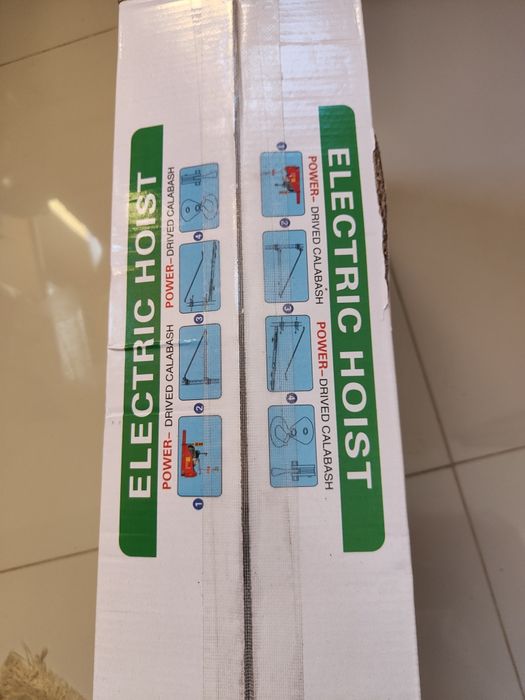 ELECTRIC HOIST
POWER- DRIVED CALABASH POWER- DRIVED CALABASH
1 2 3 4
ELECTRIC HOIST
POWER- DRIVED CALABASH POWER- DRIVED CALABASH
1 2 3 4